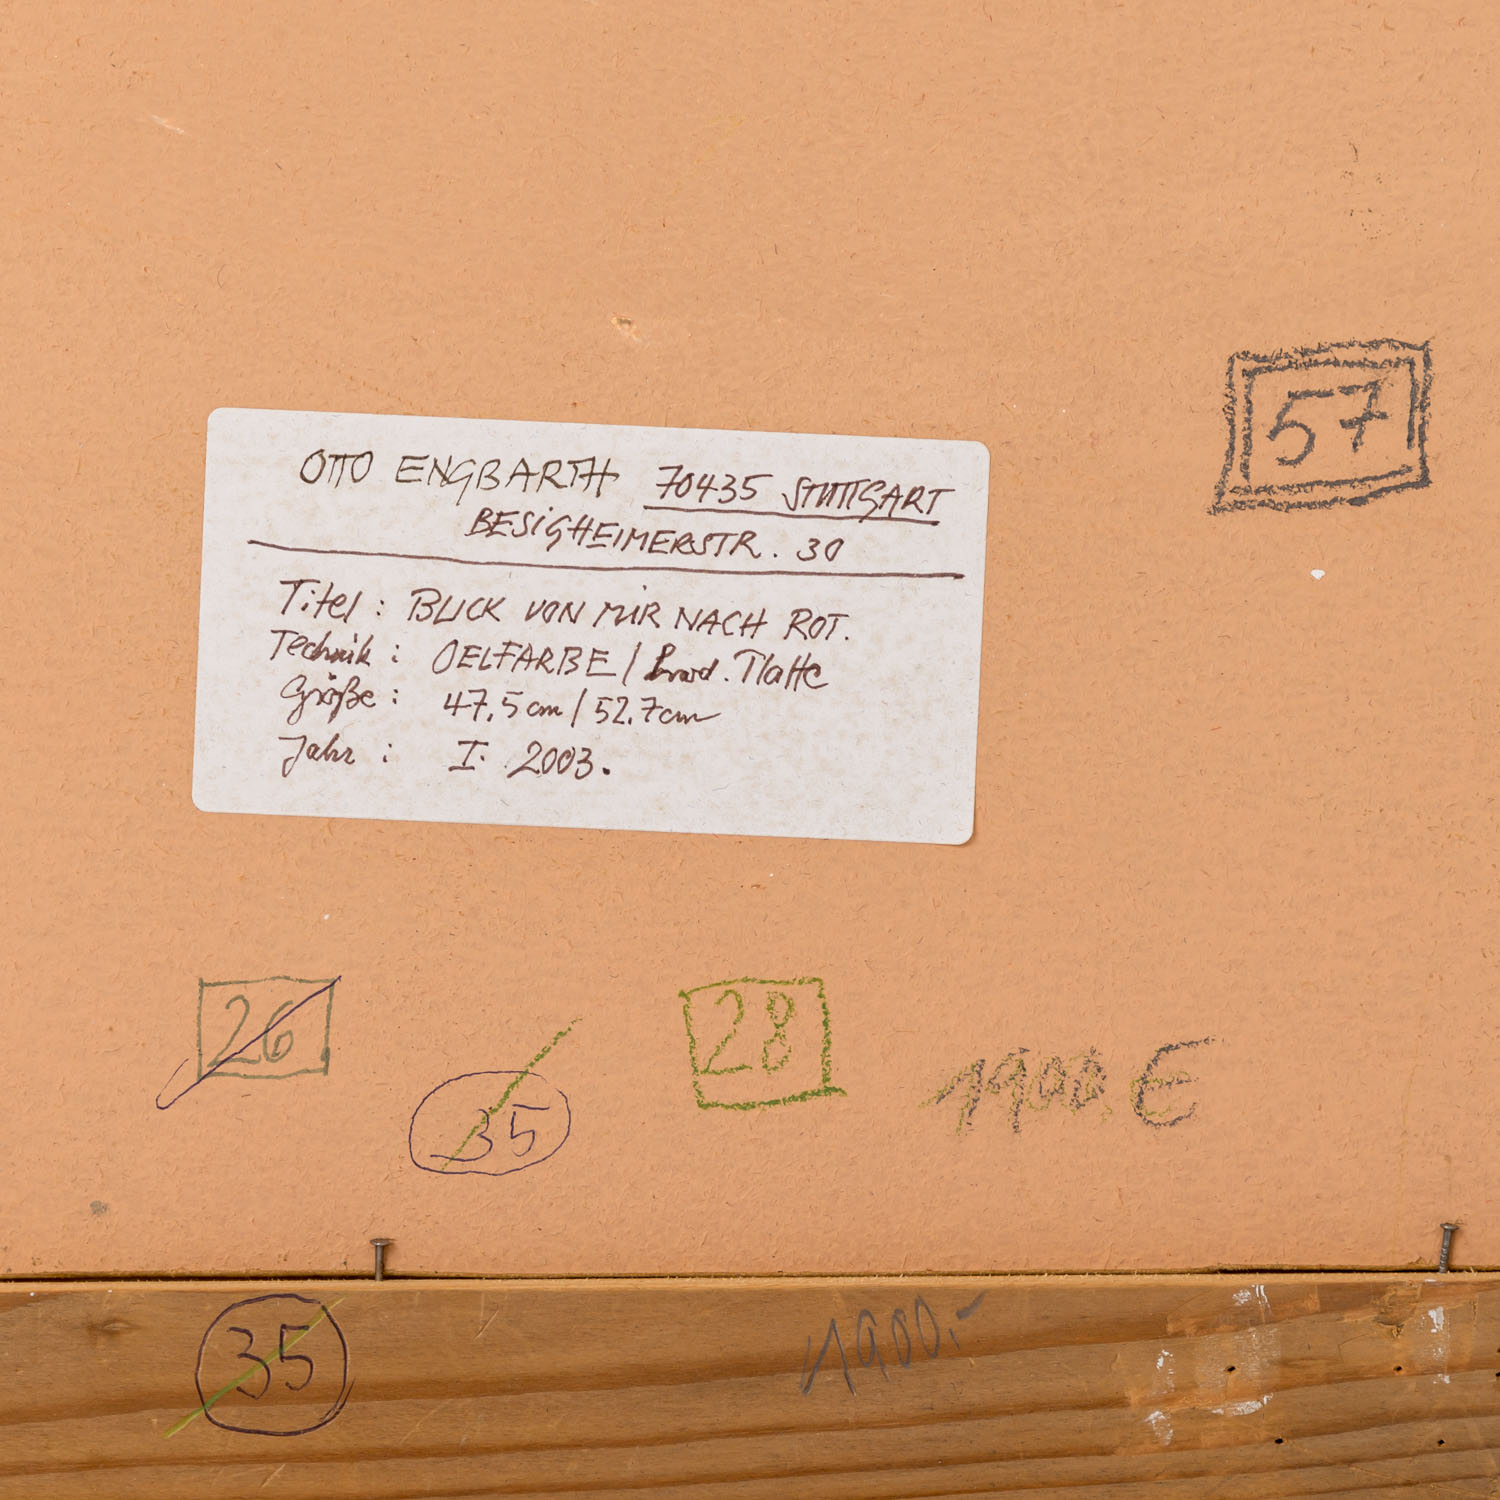 OTTO ENGBARTH 70435 STUTTGART
BESIGHEIMERSTR. 30
Titel : BLICK VON MIR NACH ROT.
Technik : OELFARBE / Platte
Größe : 47,5 cm / 52,7 cm
Jahr : I. 2003.
57
26
35
28
1900 €
35
1900.-